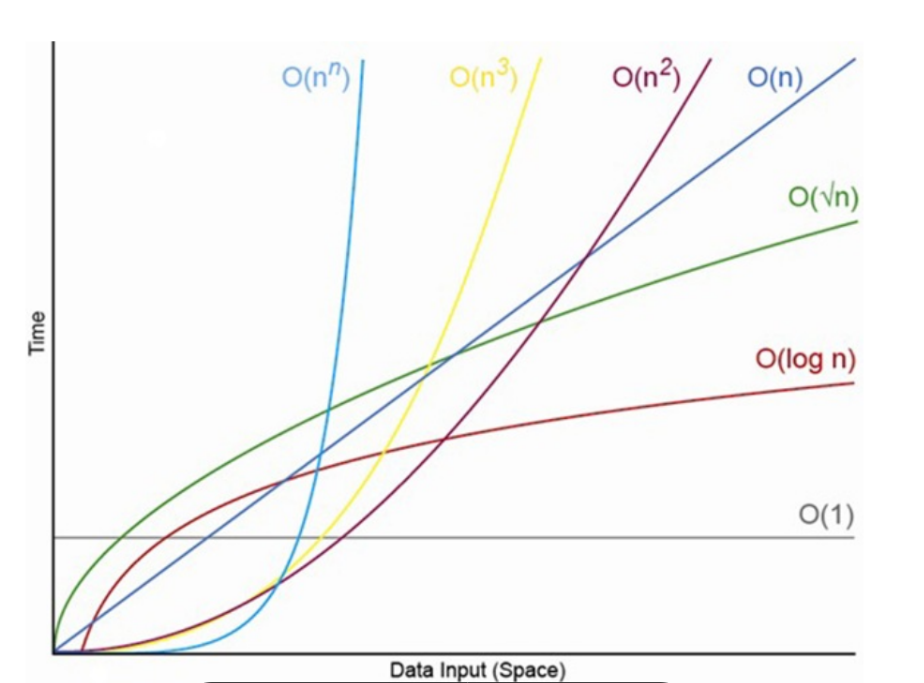 O(nⁿ)
O(n³)
O(n²)
O(n)
O(√n)
O(log n)
O(1)
Time
Data Input (Space)